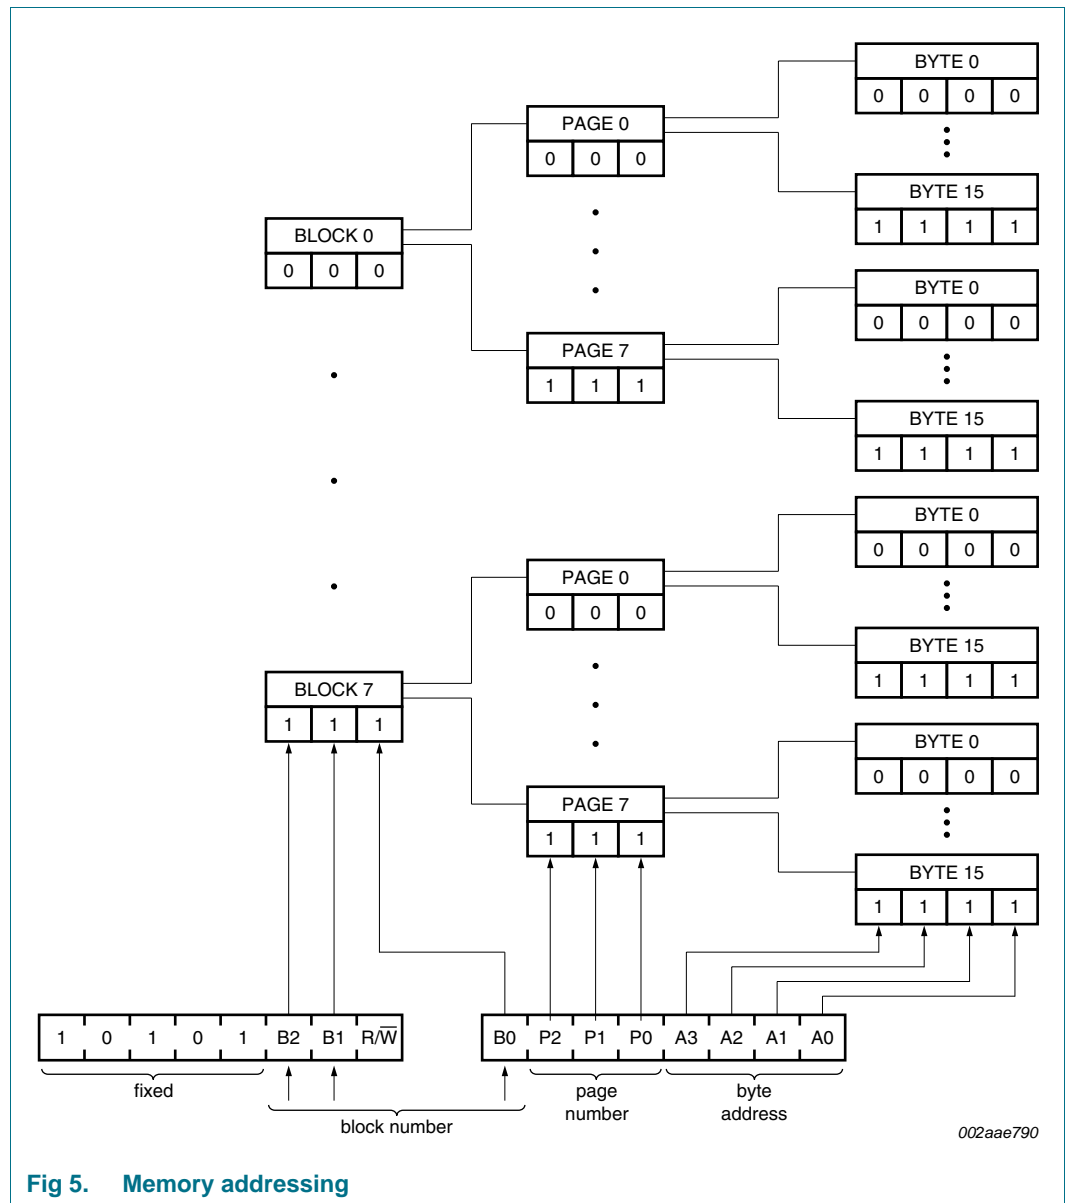 BYTE 0
0 0 0 0
PAGE 0
0 0 0
BYTE 15
1 1 1 1
BLOCK 0
0 0 0
BYTE 0
0 0 0 0
PAGE 7
1 1 1
BYTE 15
1 1 1 1
BYTE 0
0 0 0 0
PAGE 0
0 0 0
BYTE 15
1 1 1 1
BLOCK 7
1 1 1
BYTE 0
0 0 0 0
PAGE 7
1 1 1
BYTE 15
1 1 1 1
1 0 1 0 1 B2 B1 R/W̅ B0 P2 P1 P0 A3 A2 A1 A0
fixed
block number
page
number
byte
address
002aae790
Fig 5. Memory addressing